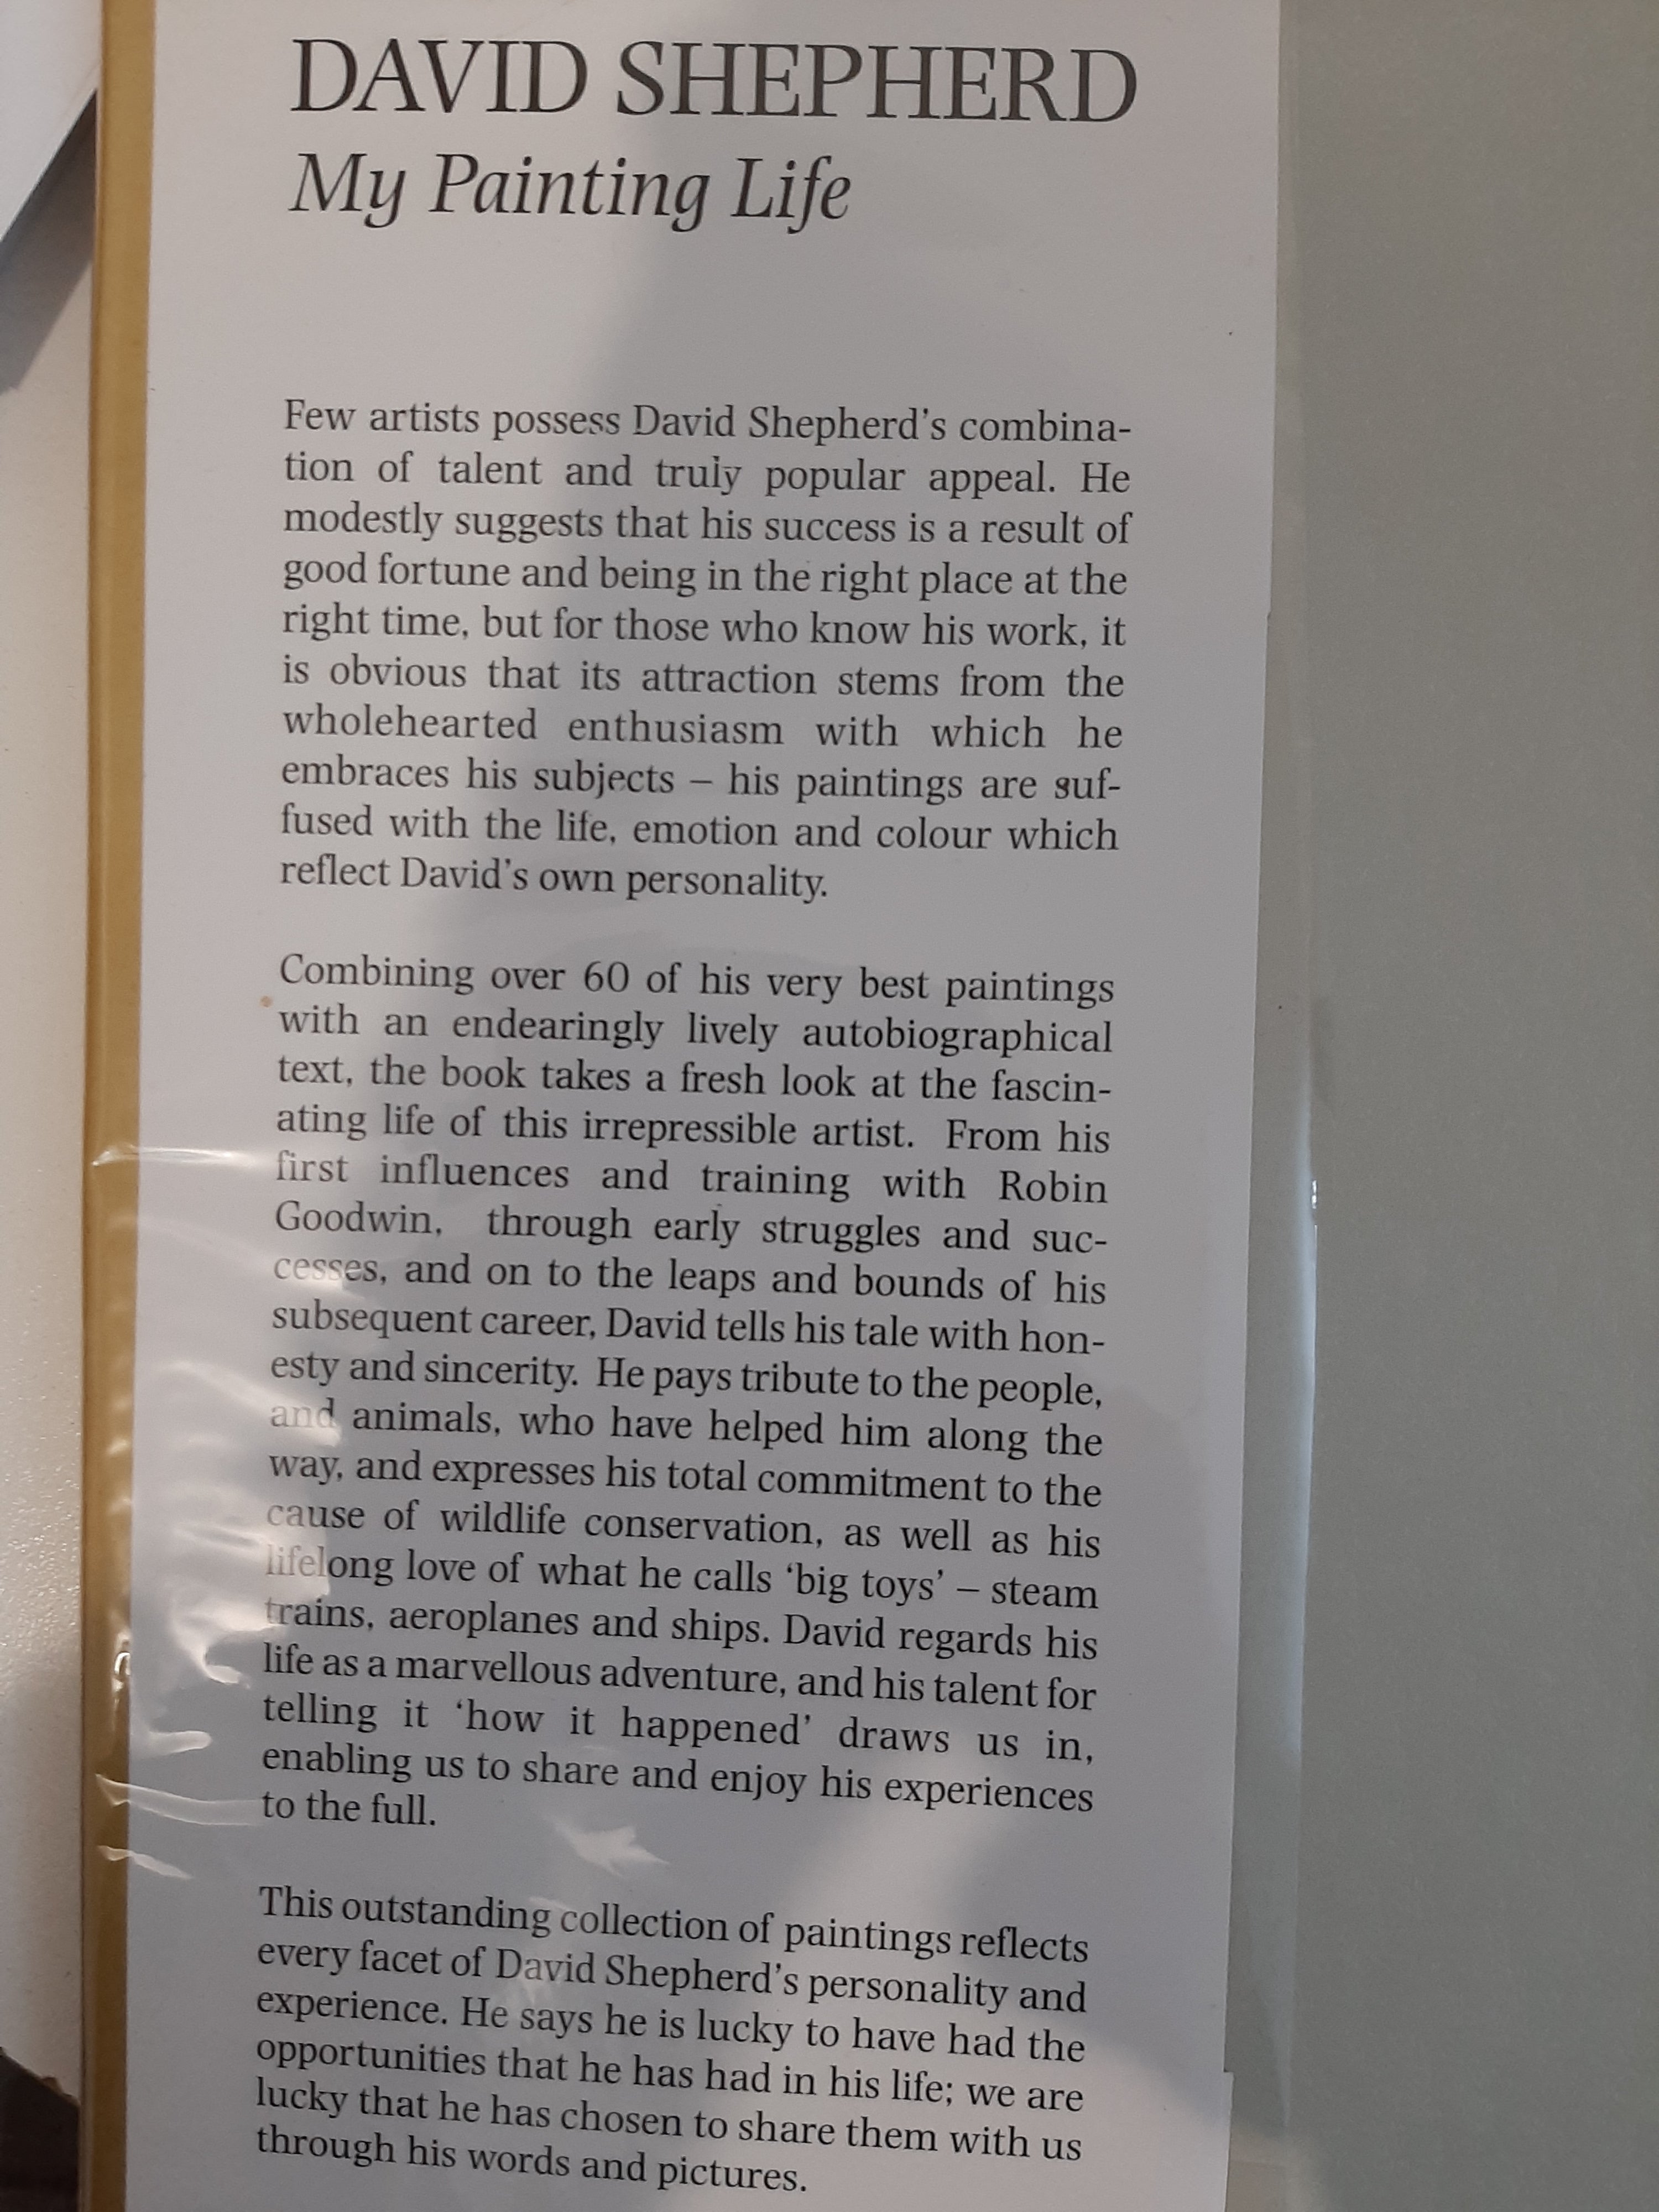 DAVID SHEPHERD
My Painting Life
Few artists possess David Shepherd's combina-
tion of talent and truly popular appeal. He
modestly suggests that his success is a result of
good fortune and being in the right place at the
right time, but for those who know his work, it
is obvious that its attraction stems from the
wholehearted enthusiasm with which he
embraces his subjects – his paintings are suf-
fused with the life, emotion and colour which
reflect David's own personality.
Combining over 60 of his very best paintings
with an endearingly lively autobiographical
text, the book takes a fresh look at the fascin-
ating life of this irrepressible artist. From his
first influences and training with Robin
Goodwin, through early struggles and suc-
cesses, and on to the leaps and bounds of his
subsequent career, David tells his tale with hon-
esty and sincerity. He pays tribute to the people,
and animals, who have helped him along the
way, and expresses his total commitment to the
cause of wildlife conservation, as well as his
lifelong love of what he calls 'big toys' – steam
trains, aeroplanes and ships. David regards his
life as a marvellous adventure, and his talent for
telling it 'how it happened' draws us in,
enabling us to share and enjoy his experiences
to the full.
This outstanding collection of paintings reflects
every facet of David Shepherd's personality and
experience. He says he is lucky to have had the
opportunities that he has had in his life; we are
lucky that he has chosen to share them with us
through his words and pictures.